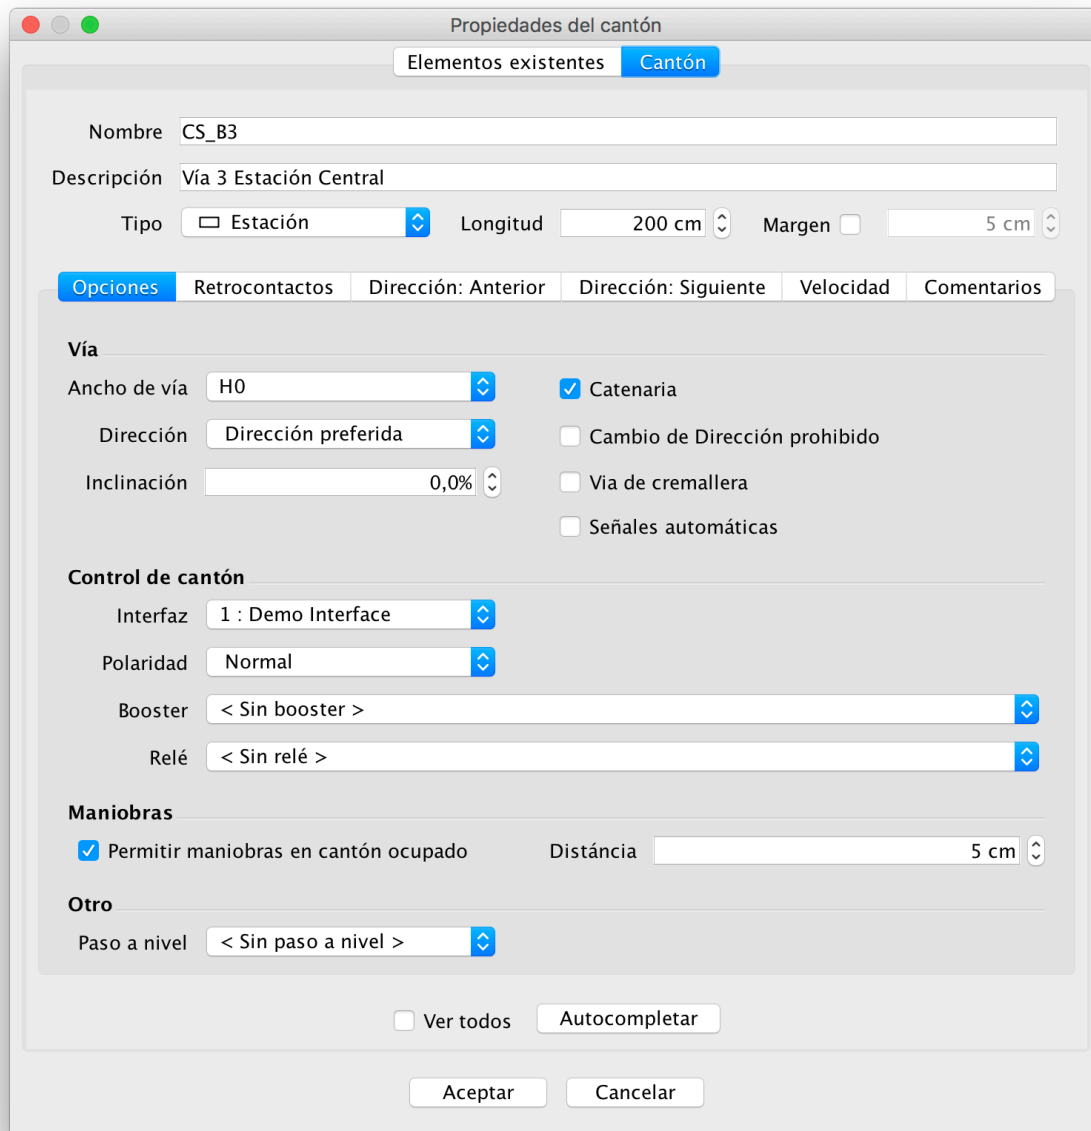 Propiedades del cantón
Elementos existentes Cantón
Nombre CS_B3
Descripción Vía 3 Estación Central
Tipo Estación Longitud 200 cm Margen 5 cm
Opciones Retrocontactos Dirección: Anterior Dirección: Siguiente Velocidad Comentarios
Vía
Ancho de vía H0 Catenaria
Dirección Dirección preferida Cambio de Dirección prohibido
Inclinación 0,0% Via de cremallera
Señales automáticas
Control de cantón
Interfaz 1 : Demo Interface
Polaridad Normal
Booster < Sin booster >
Relé < Sin relé >
Maniobras
Permitir maniobras en cantón ocupado Distáncia 5 cm
Otro
Paso a nivel < Sin paso a nivel >
Ver todos Autocompletar
Aceptar Cancelar